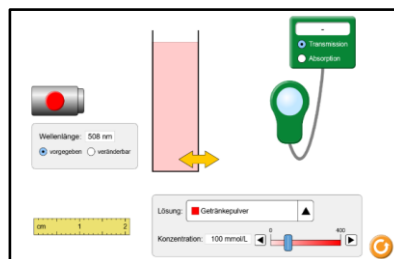 -
Transmission
Absorption
Wellenlänge: 508 nm
vorgegeben veränderbar
cm 1 2
Lösung: Getränkepulver
0 400
Konzentration: 100 mmol/L